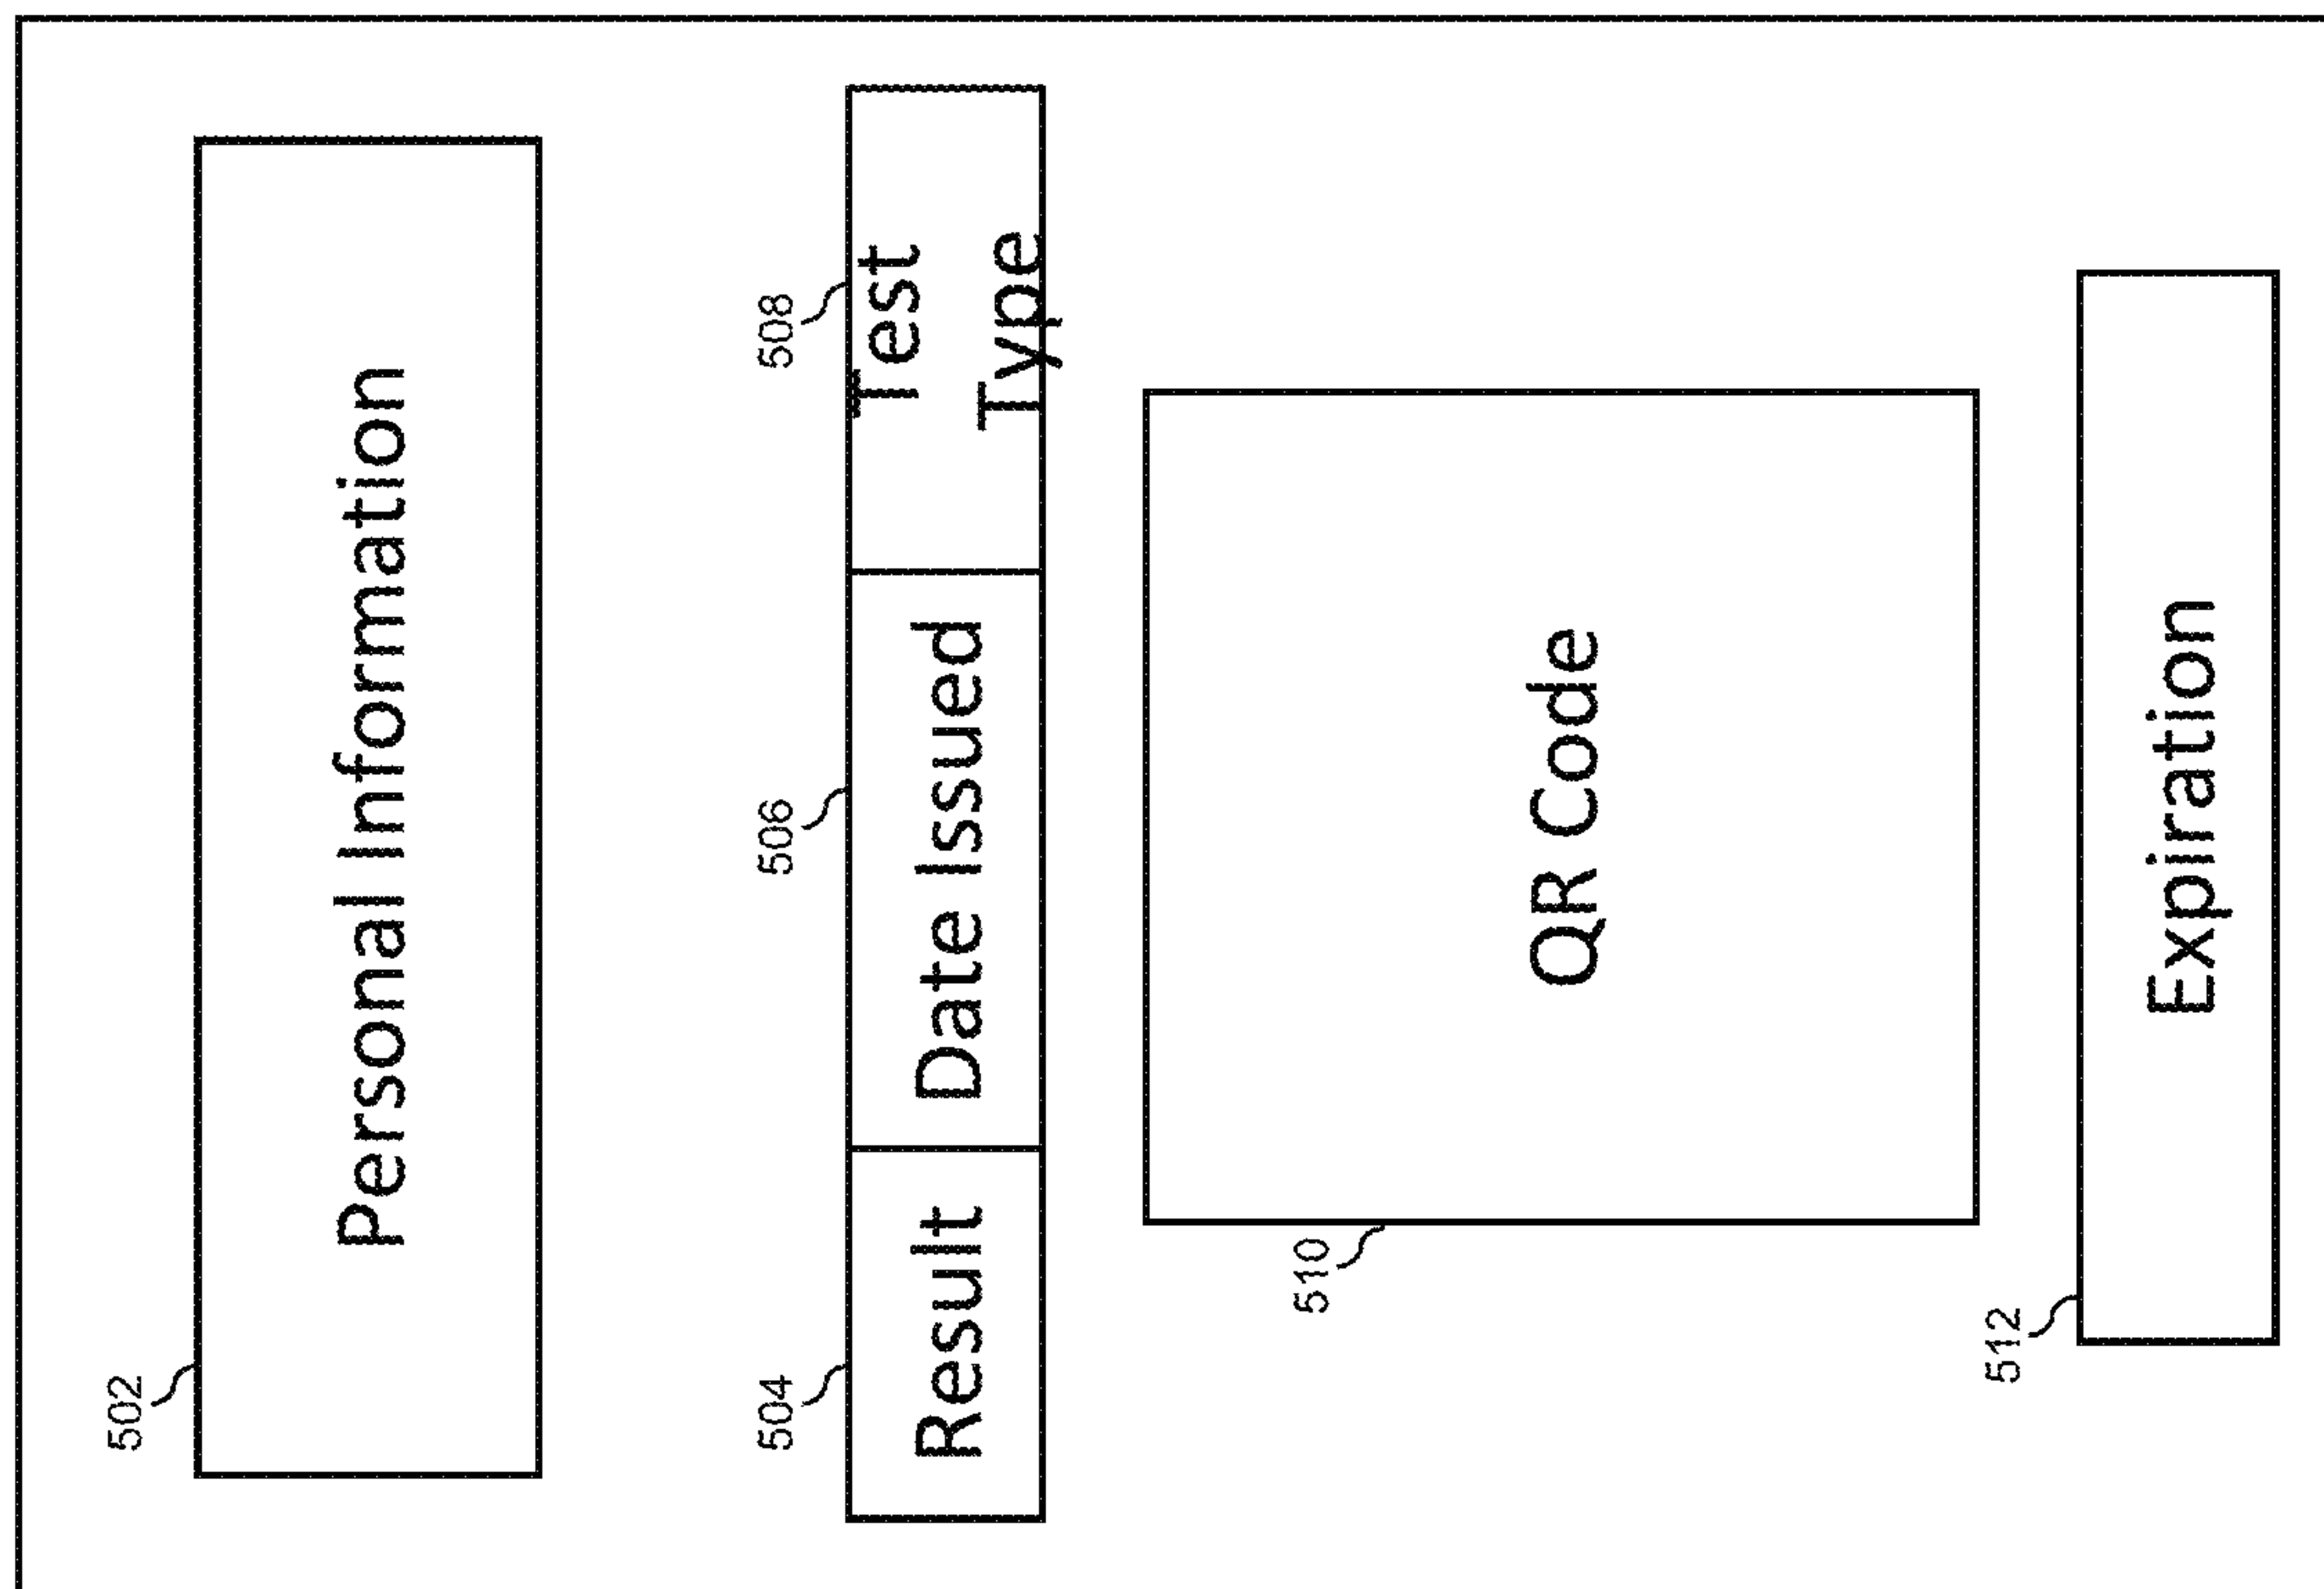 502
Personal Information
504
506
508
Result
Date Issued
Test
Type
510
QR Code
512
Expiration